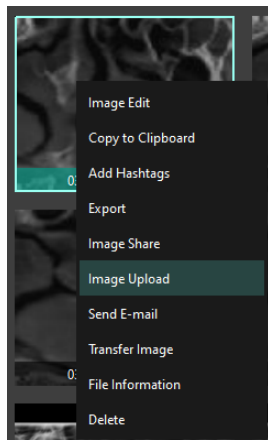 Image Edit
Copy to Clipboard
Add Hashtags
Export
Image Share
Image Upload
Send E-mail
Transfer Image
File Information
Delete